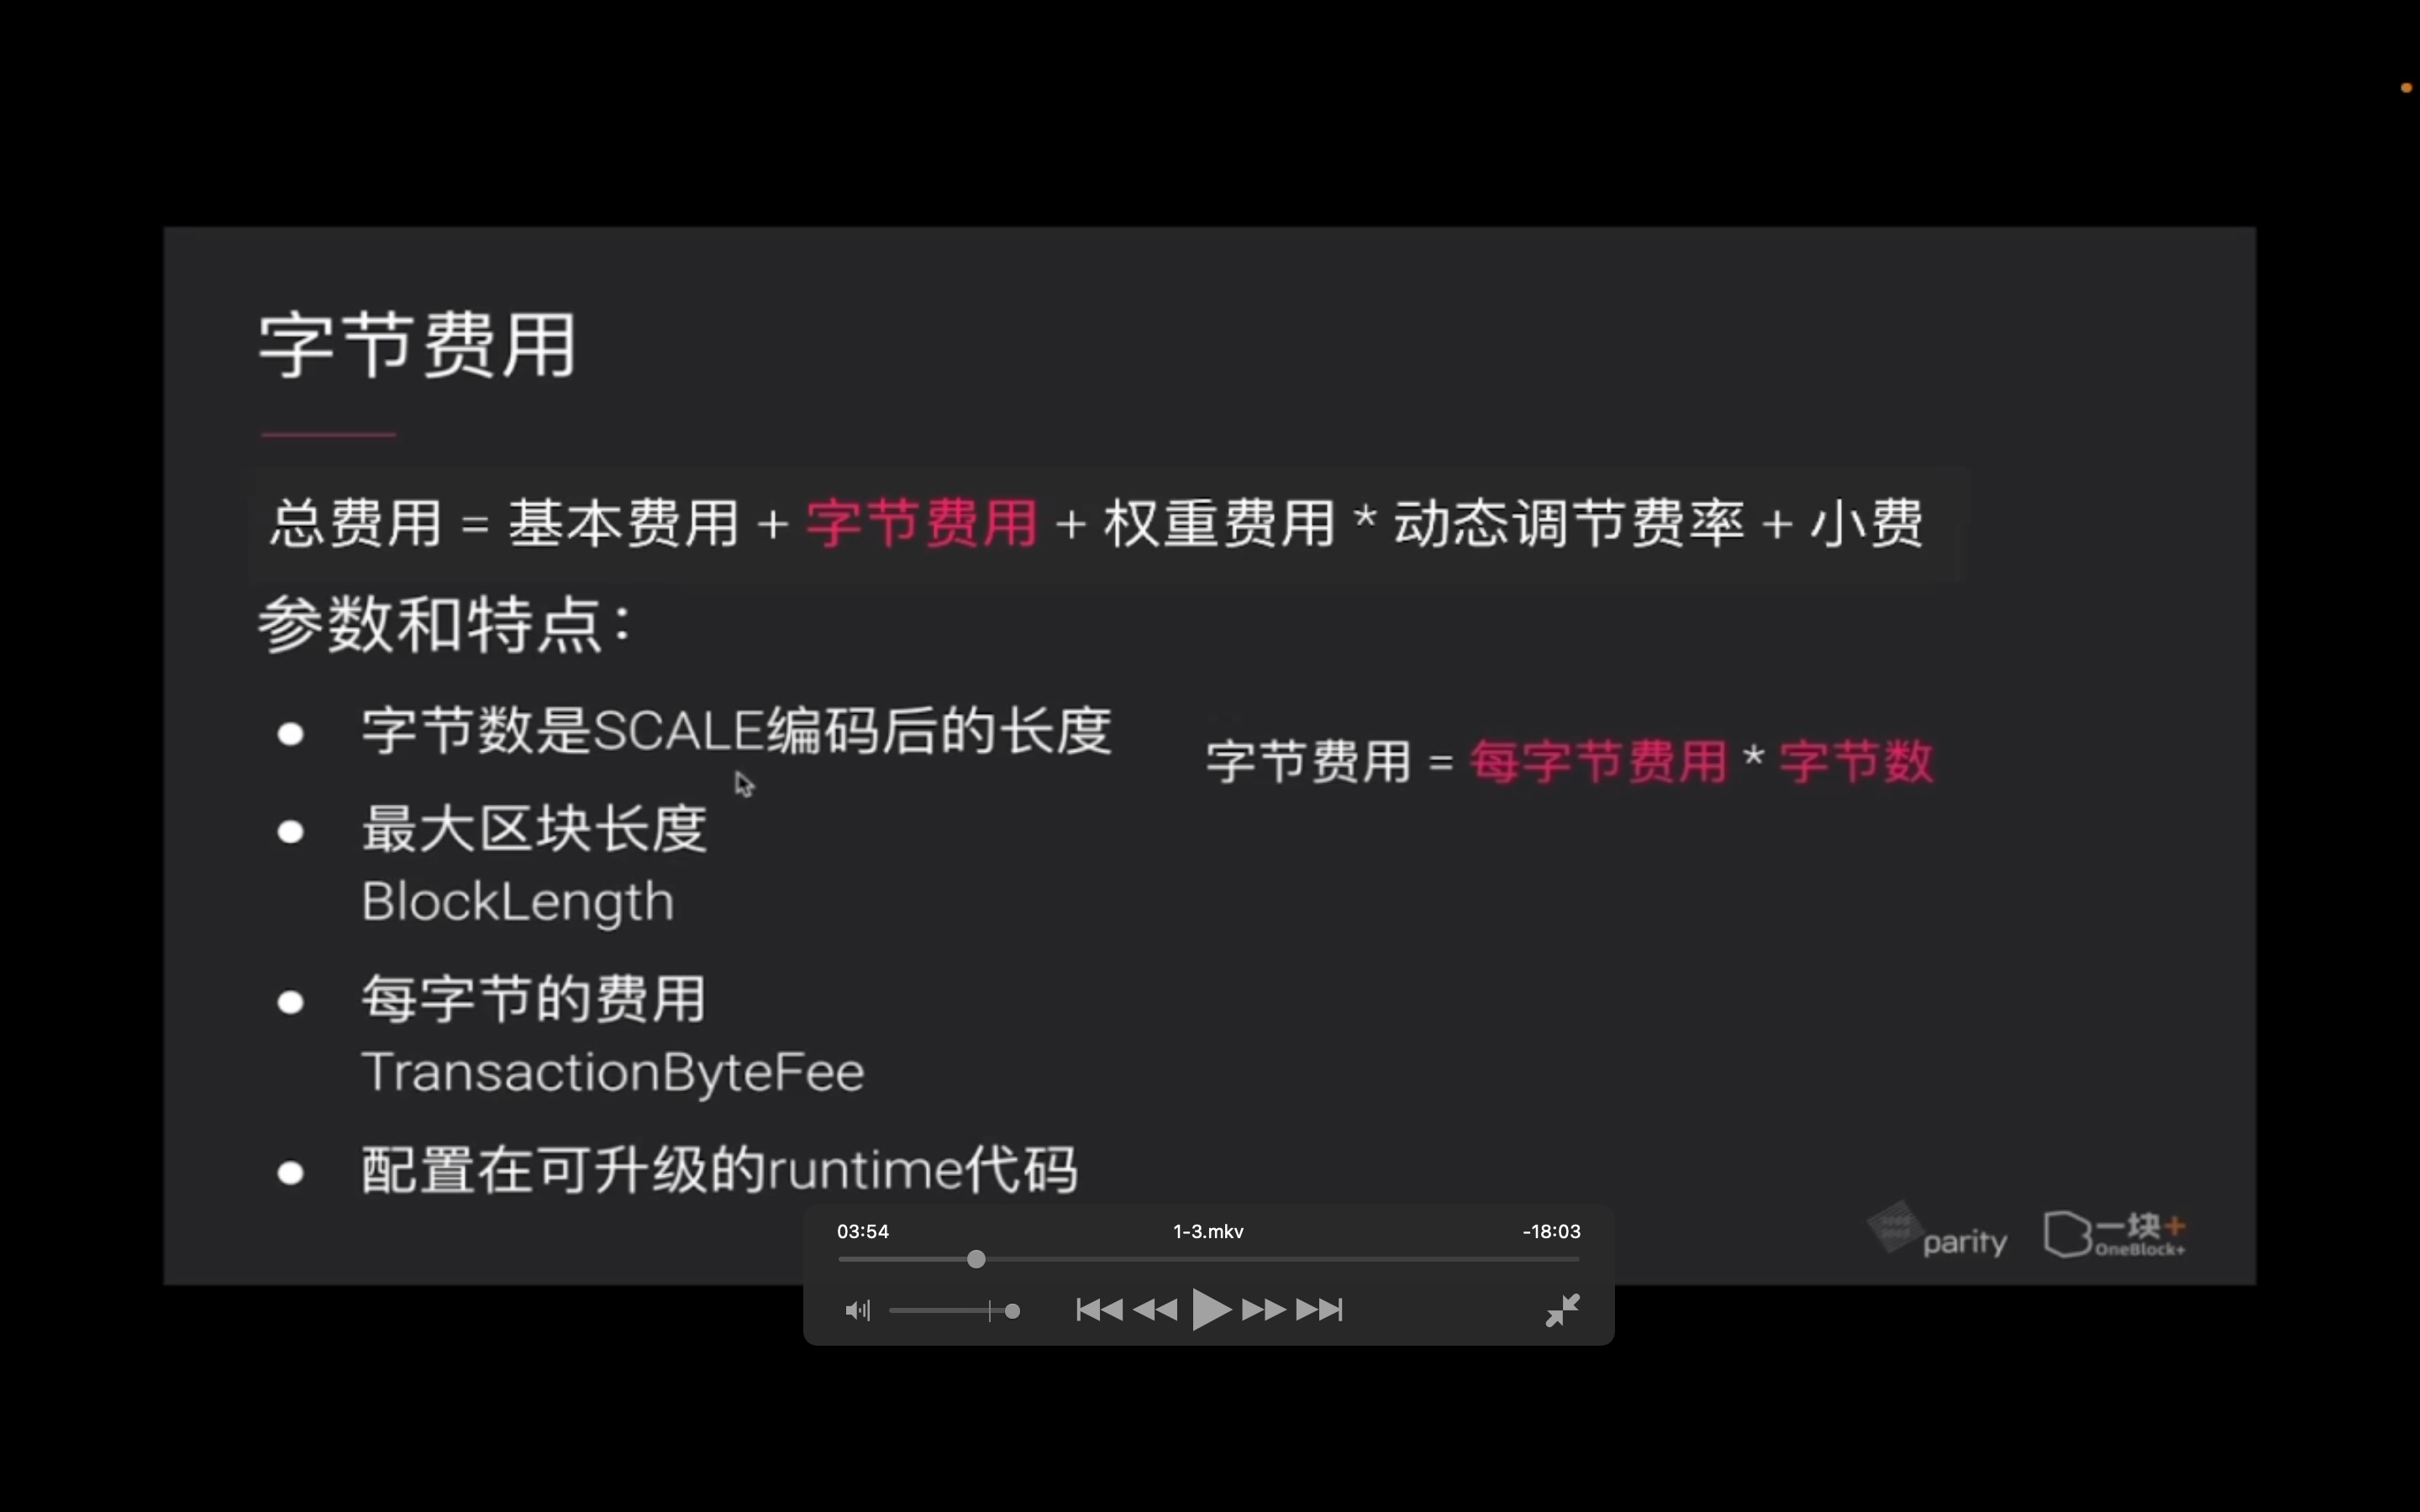 字节费用
总费用 = 基本费用 + 字节费用 + 权重费用 * 动态调节费率 + 小费
参数和特点：
字节数是SCALE编码后的长度
字节费用 = 每字节费用 * 字节数
最大区块长度
BlockLength
每字节的费用
TransactionByteFee
配置在可升级的runtime代码
parity
一块+
OneBlock+
03:54
1-3.mkv
-18:03